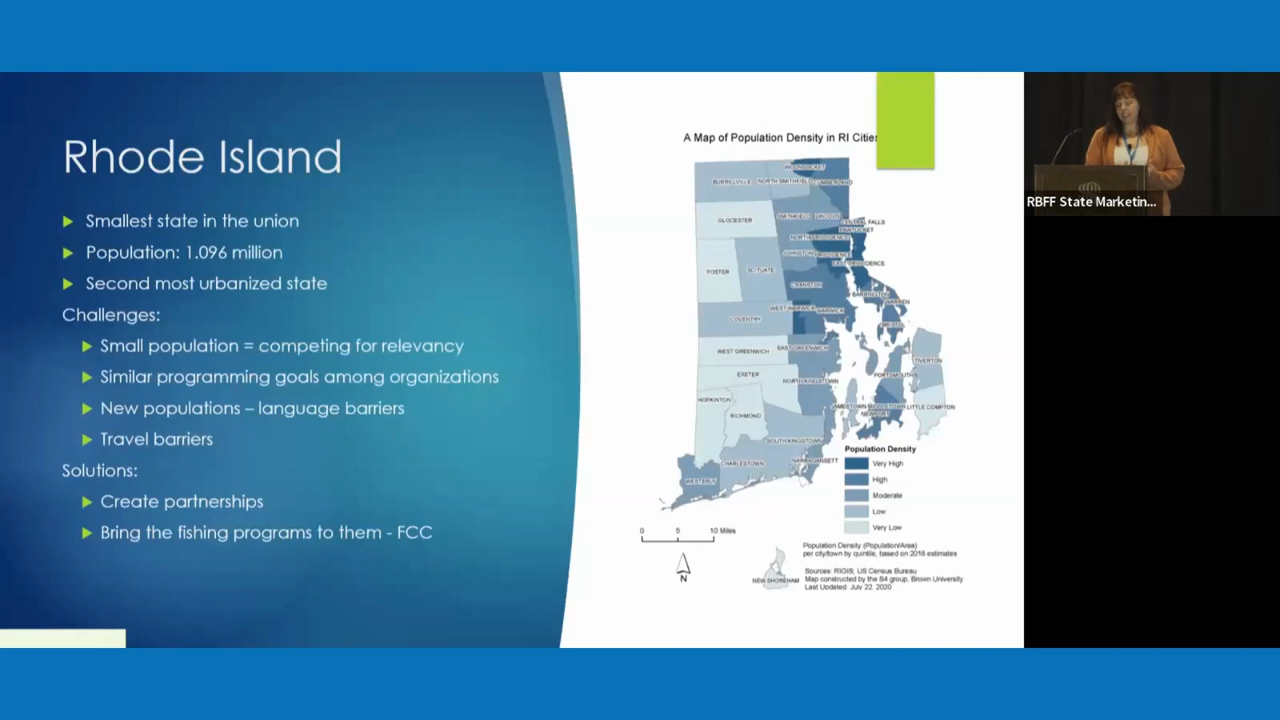 Rhode Island
Smallest state in the union
Population: 1.096 million
Second most urbanized state
Challenges:
Small population = competing for relevancy
Similar programming goals among organizations
New populations – language barriers
Travel barriers
Solutions:
Create partnerships
Bring the fishing programs to them - FCC
A Map of Population Density in RI Cities
WOONSOCKET
BURRILLVILLE NORTH SMITHFIELD CUMBERLAND
GLOCESTER
SMITHFIELD LINCOLN
CENTRAL FALLS
PAWTUCKET
NORTH PROVIDENCE
JOHNSTON PROVIDENCE
EAST PROVIDENCE
FOSTER
SCITUATE
CRANSTON
BARRINGTON
WARREN
WEST WARWICK WARWICK
COVENTRY
BRISTOL
WEST GREENWICH
EAST GREENWICH
TIVERTON
EXETER
PORTSMOUTH
NORTH KINGSTOWN
HOPKINTON
JAMESTOWN MIDDLETOWN LITTLE COMPTON
RICHMOND
NEWPORT
SOUTH KINGSTOWN
CHARLESTOWN
NARRAGANSETT
WESTERLY
Population Density
Very High
High
Moderate
Low
Very Low
0 5 10 Miles
N
NEW SHOREHAM
Population Density (Population/Area)
per city/town by quintile, based on 2018 estimates
Sources: RIGIS, US Census Bureau
Map constructed by the S4 group, Brown University
Last Updated: July 22, 2020
RBFF State Marketin...